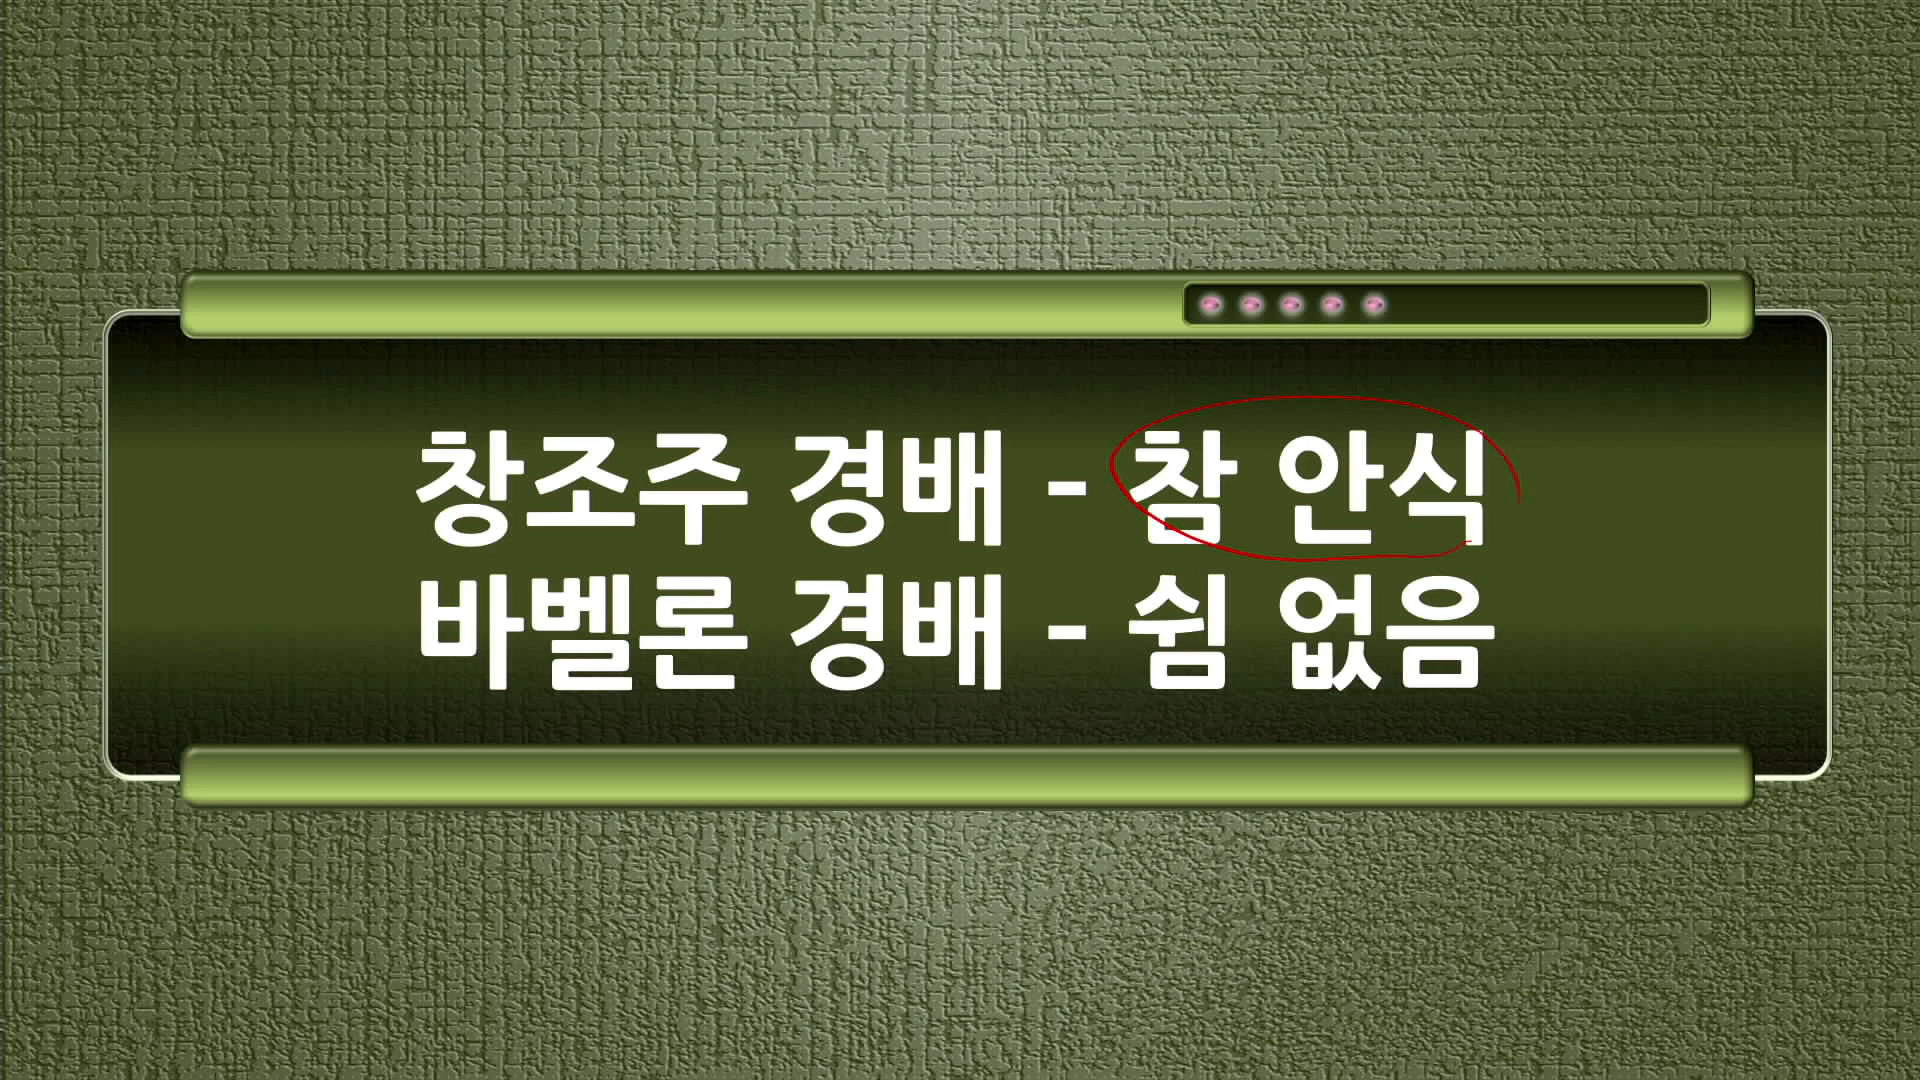 창조주 경배 - 참 안식
바벨론 경배 - 쉼 없음